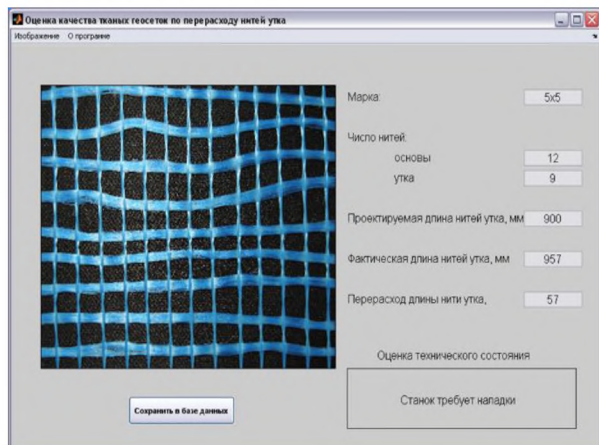 Оценка качества тканых геосеток по перерасходу нитей утка
Изображение О программе
Марка: 5x5
Число нитей:
основы 12
утка 9
Проектируемая длина нитей утка, мм 900
Фактическая длина нитей утка, мм 957
Перерасход длины нити утка, 57
Оценка технического состояния
Станок требует наладки
Сохранить в базе данных